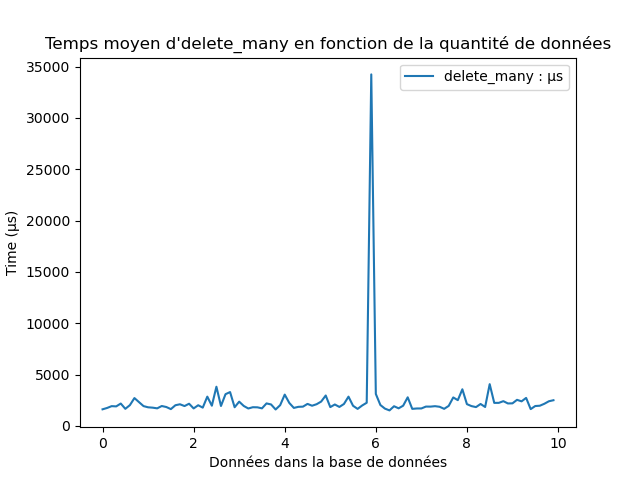 Temps moyen d'delete_many en fonction de la quantité de données
delete_many : µs
35000
30000
25000
20000
15000
10000
5000
0
Time (µs)
0 2 4 6 8 10
Données dans la base de données